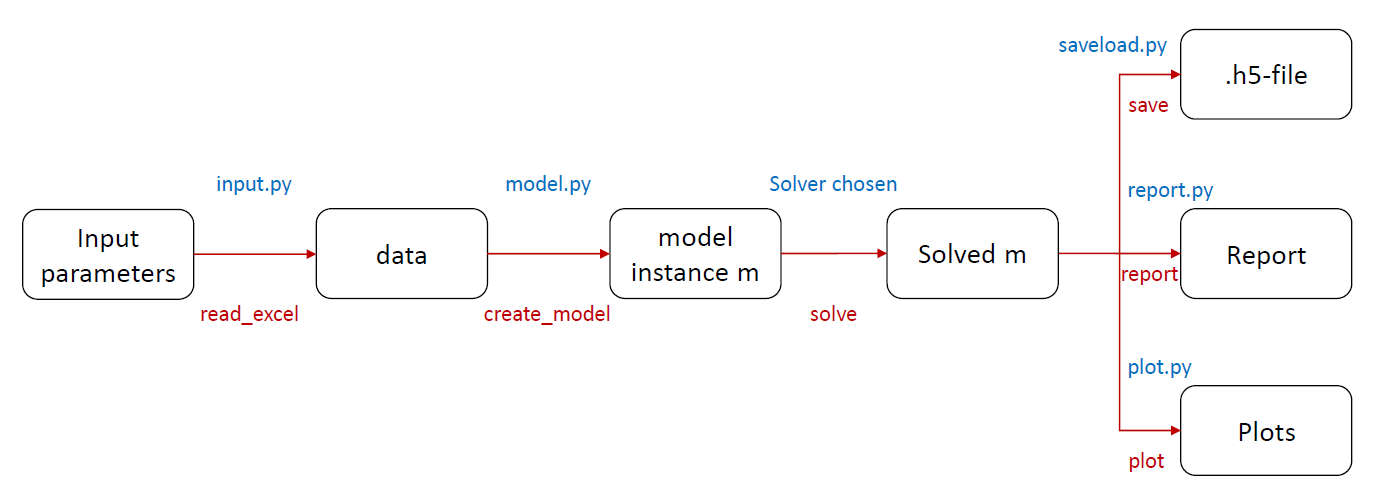 saveload.py
.h5-file
save
input.py
model.py
Solver chosen
report.py
Input
parameters
data
model
instance m
Solved m
Report
report
read_excel
create_model
solve
plot.py
Plots
plot